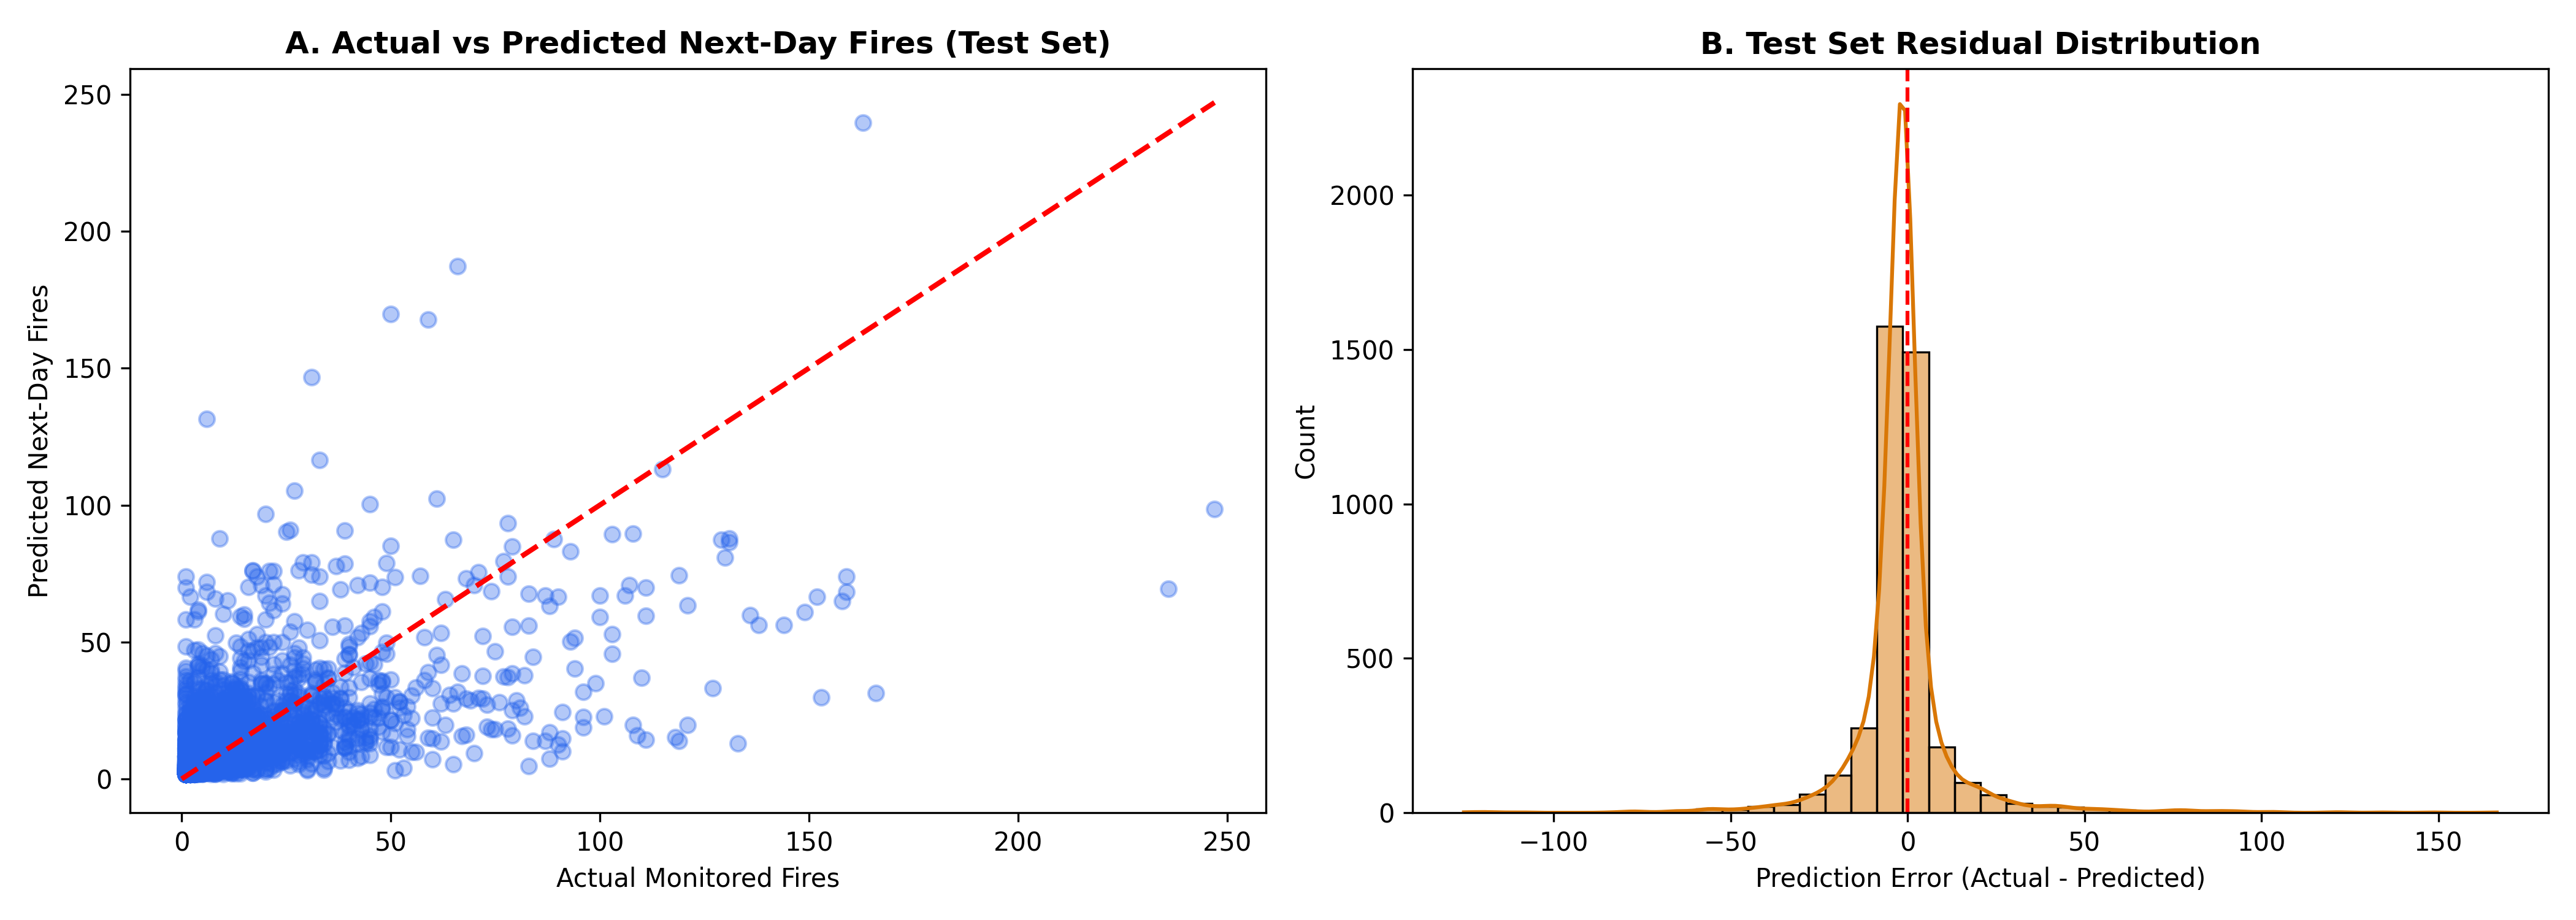 A. Actual vs Predicted Next-Day Fires (Test Set)
250
200
150
100
50
0
Predicted Next-Day Fires
0 50 100 150 200 250
Actual Monitored Fires
B. Test Set Residual Distribution
2000
1500
1000
500
0
Count
−100 −50 0 50 100 150
Prediction Error (Actual - Predicted)